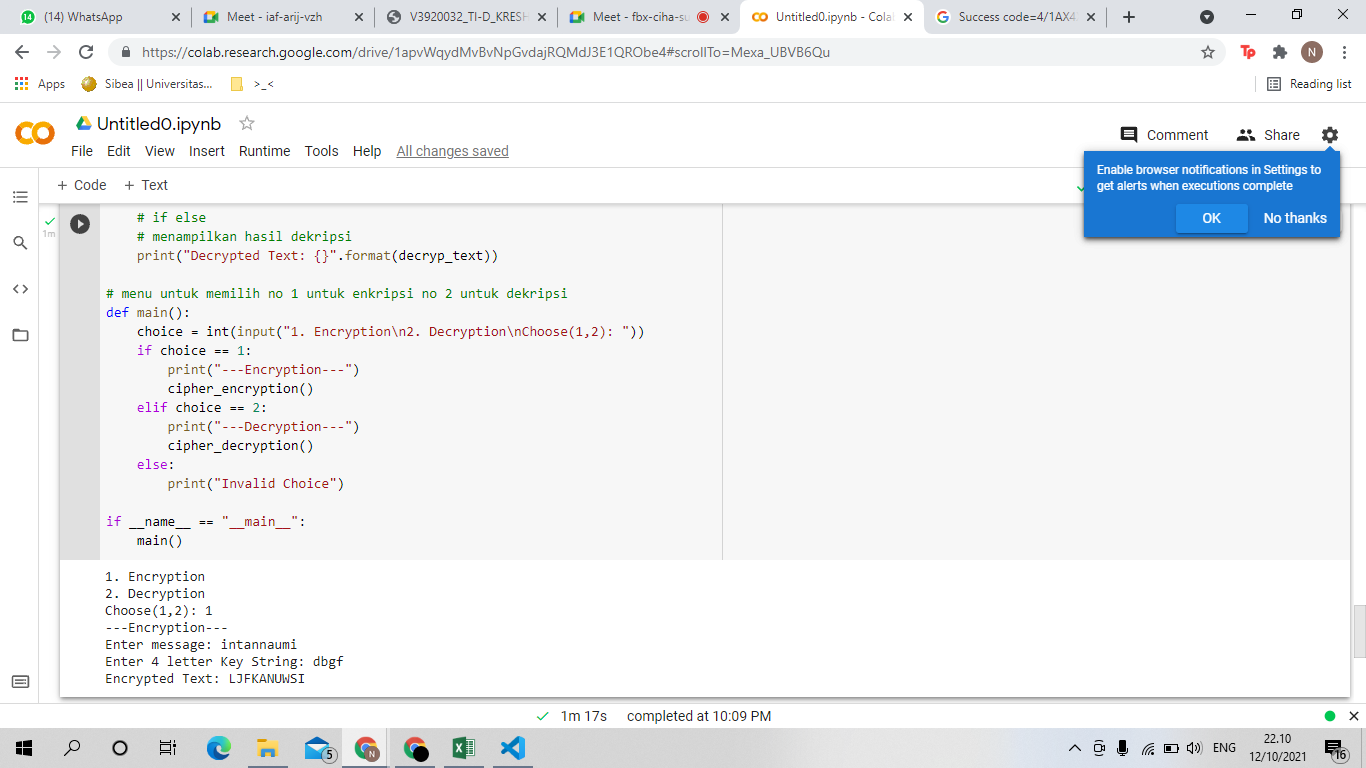 (14) WhatsApp
Meet - iaf-arij-vzh
V3920032_TI-D_KRESH
Meet - fbx-ciha-su
Untitled0.ipynb - Cola
Success code=4/1AX4
https://colab.research.google.com/drive/1apvWqydMvBvNpGvdajRQMdJ3E1QRObe4#scrollTo=Mexa_UBVB6Qu
Tp
N
Apps
Sibea || Universitas...
>_<
Reading list
CO
Untitled0.ipynb
Comment
Share
File Edit View Insert Runtime Tools Help All changes saved
Enable browser notifications in Settings to
get alerts when executions complete
OK No thanks
+ Code + Text
1m
# if else
# menampilkan hasil dekripsi
print("Decrypted Text: {}".format(decryp_text))
# menu untuk memilih no 1 untuk enkripsi no 2 untuk dekripsi
def main():
choice = int(input("1. Encryption\n2. Decryption\nChoose(1,2): "))
if choice == 1:
print("---Encryption---")
cipher_encryption()
elif choice == 2:
print("---Decryption---")
cipher_decryption()
else:
print("Invalid Choice")
if __name__ == "__main__":
main()
1. Encryption
2. Decryption
Choose(1,2): 1
---Encryption---
Enter message: intannaumi
Enter 4 letter Key String: dbgf
Encrypted Text: LJFKANUWSI
1m 17s completed at 10:09 PM
5
N
ENG
22.10
12/10/2021
16